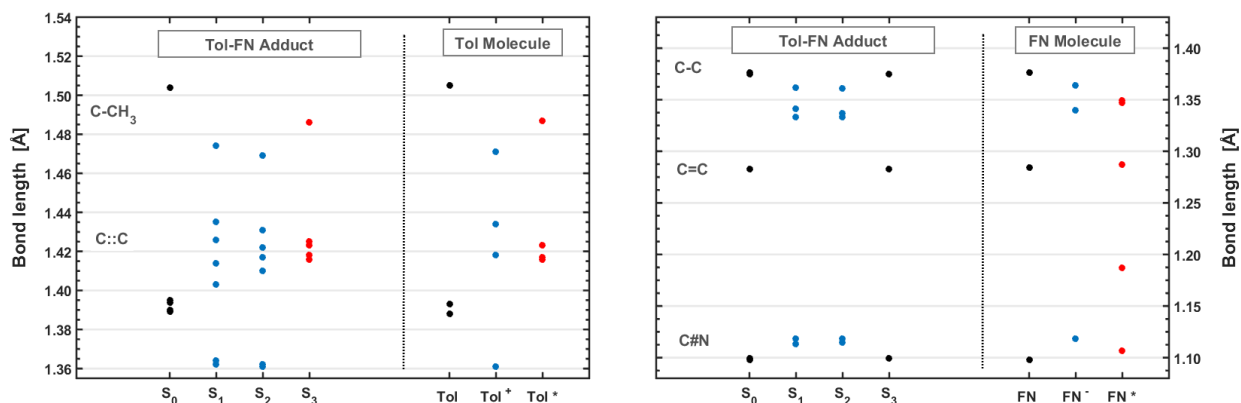 Tol-FN Adduct
Tol Molecule
C-CH3
C::C
Bond length [Å]
1.54
1.52
1.50
1.48
1.46
1.44
1.42
1.40
1.38
1.36
S0
S1
S2
S3
Tol
Tol +
Tol *
Tol-FN Adduct
FN Molecule
C-C
C=C
C#N
1.40
1.35
1.30
1.25
1.20
1.15
1.10
Bond length [Å]
S0
S1
S2
S3
FN
FN -
FN *